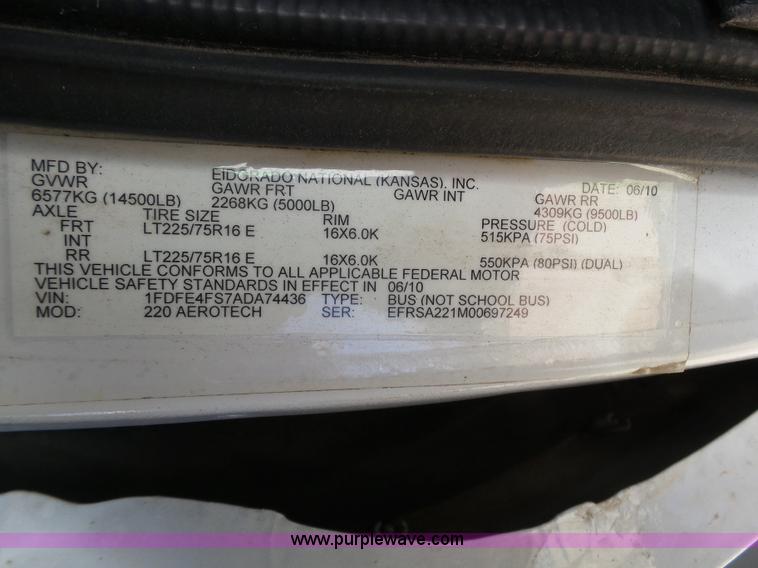 MFD BY: ElDORADO NATIONAL (KANSAS). INC. DATE: 06/10
GVWR GAWR FRT GAWR INT GAWR RR
6577KG (14500LB) 2268KG (5000LB) 4309KG (9500LB)
AXLE TIRE SIZE RIM PRESSURE (COLD)
FRT LT225/75R16 E 16X6.0K 515KPA (75PSI)
INT
RR LT225/75R16 E 16X6.0K 550KPA (80PSI) (DUAL)
THIS VEHICLE CONFORMS TO ALL APPLICABLE FEDERAL MOTOR
VEHICLE SAFETY STANDARDS IN EFFECT IN 06/10
VIN: 1FDFE4FS7ADA74436 TYPE: BUS (NOT SCHOOL BUS)
MOD: 220 AEROTECH SER: EFRSA221M00697249
www.purplewave.com